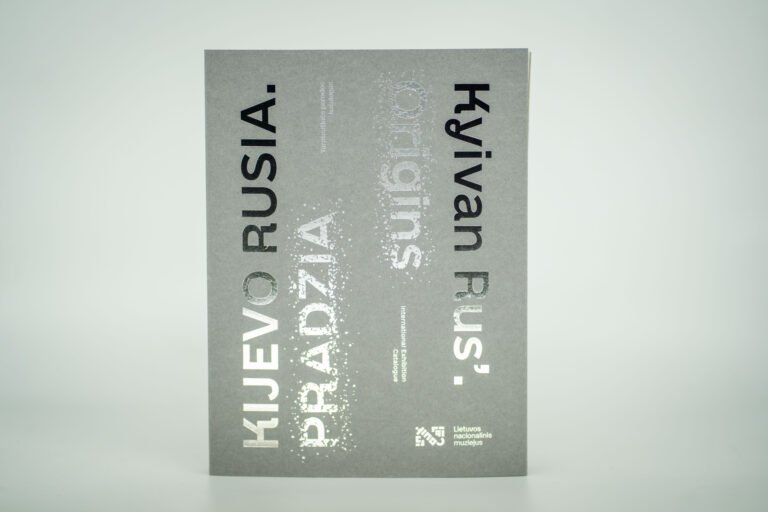 KIJEVO RUSIA.
PRADŽIA
Tarptautinės parodos
katalogas
Kyivan Rus’.
Origins
International Exhibition
Catalogue
Lietuvos
nacionalinis
muziejus